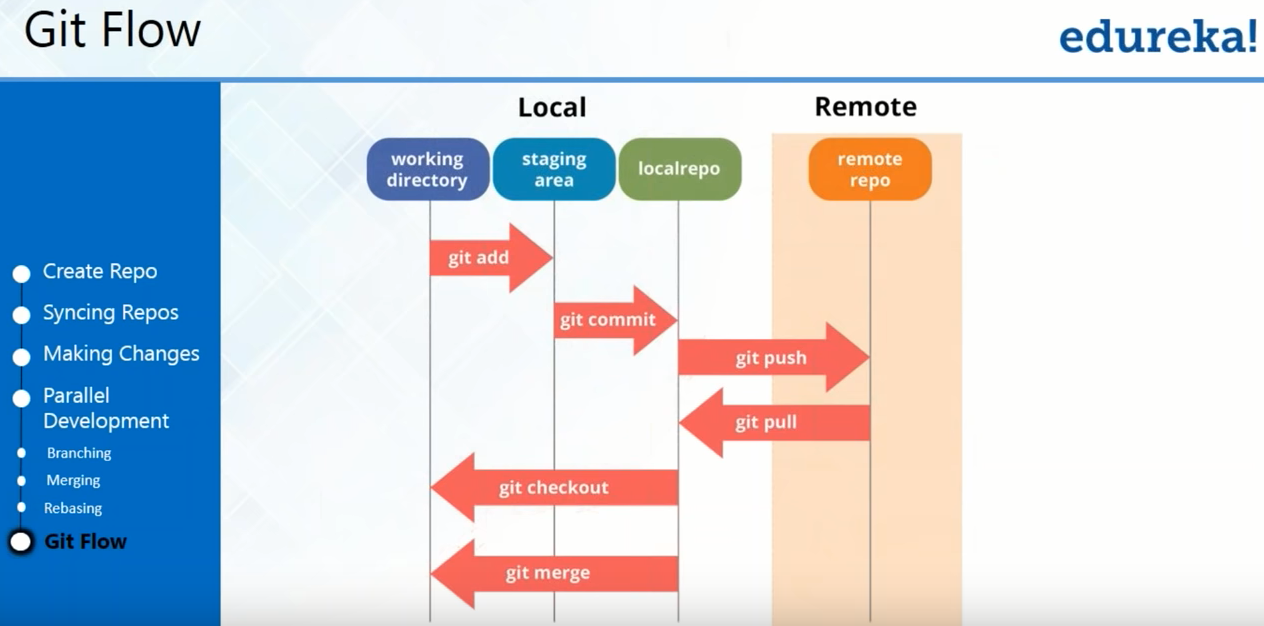 Git Flow
edureka!
Create Repo
Syncing Repos
Making Changes
Parallel
Development
Branching
Merging
Rebasing
Git Flow
Local
Remote
working
directory
staging
area
localrepo
remote
repo
git add
git commit
git push
git pull
git checkout
git merge